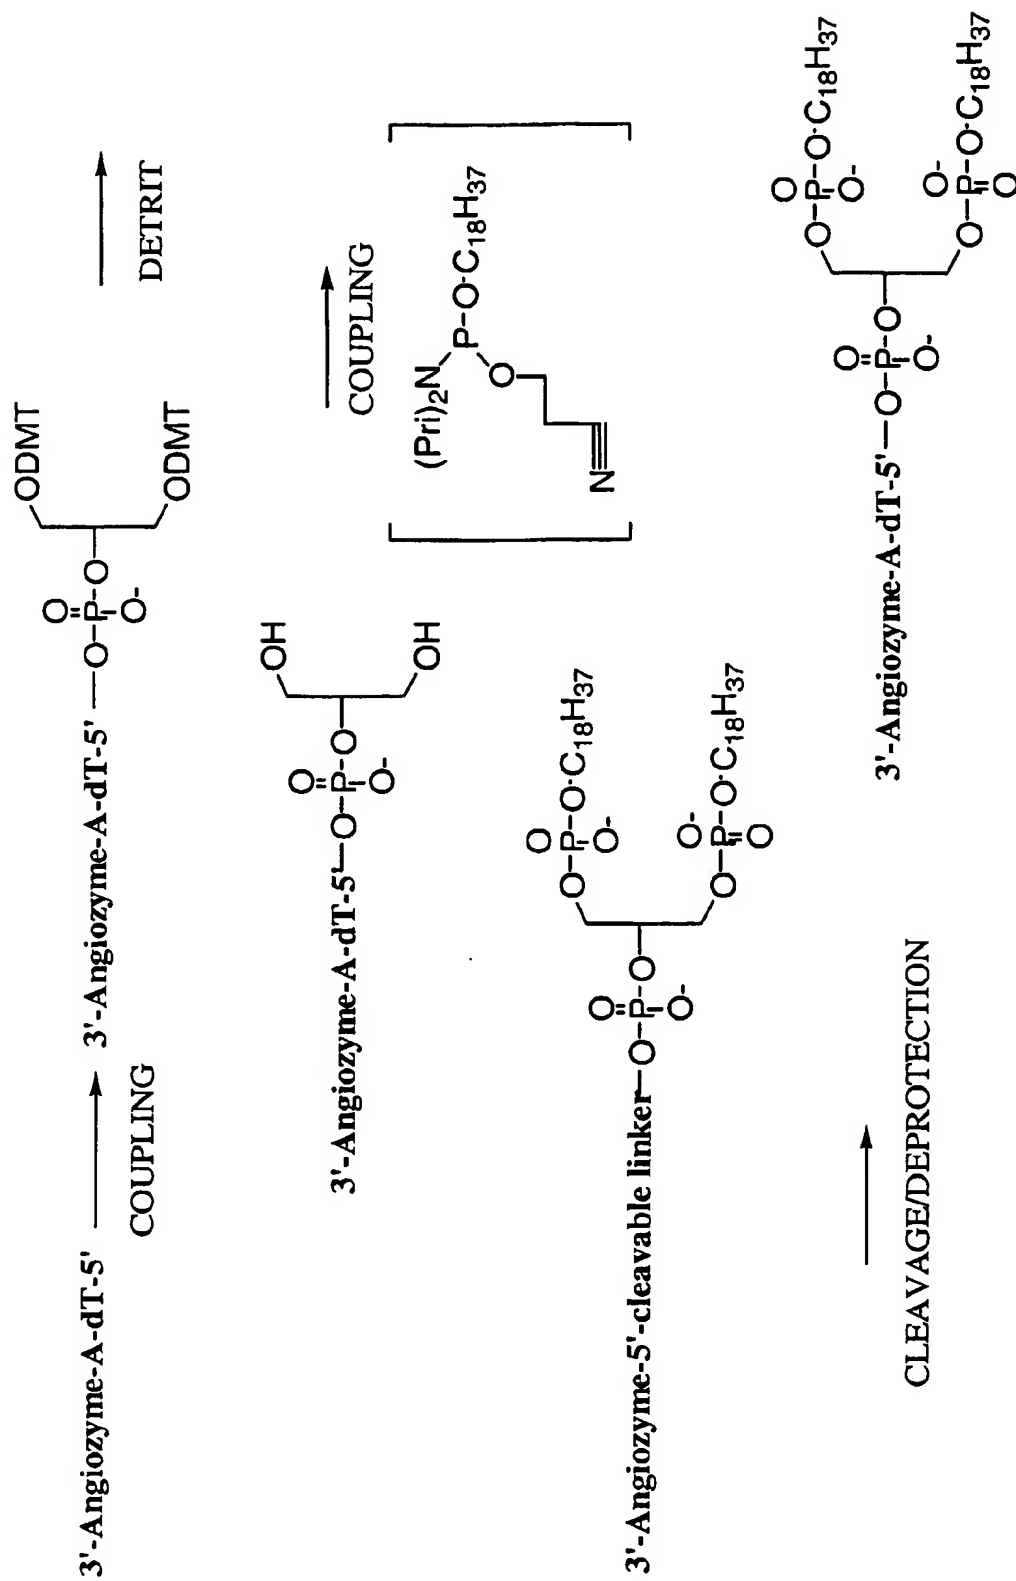 3'-Angiozyme-A-dT-5'
COUPLING
ODMT
O
3'-Angiozyme-A-dT-5'—O-P-O
O-
ODMT
DETRIT
OH
O
3'-Angiozyme-A-dT-5'—O-P-O
O-
OH
COUPLING
(Pri)2N
P-O-C18H37
O
N
O
O-P-O-C18H37
O-
O
3'-Angiozyme-5'-cleavable linker—O-P-O
O-
O-
O-P-O-C18H37
O
CLEAVAGE/DEPROTECTION
O
O-P-O-C18H37
O-
O
3'-Angiozyme-A-dT-5'—O-P-O
O-
O-
O-P-O-C18H37
O